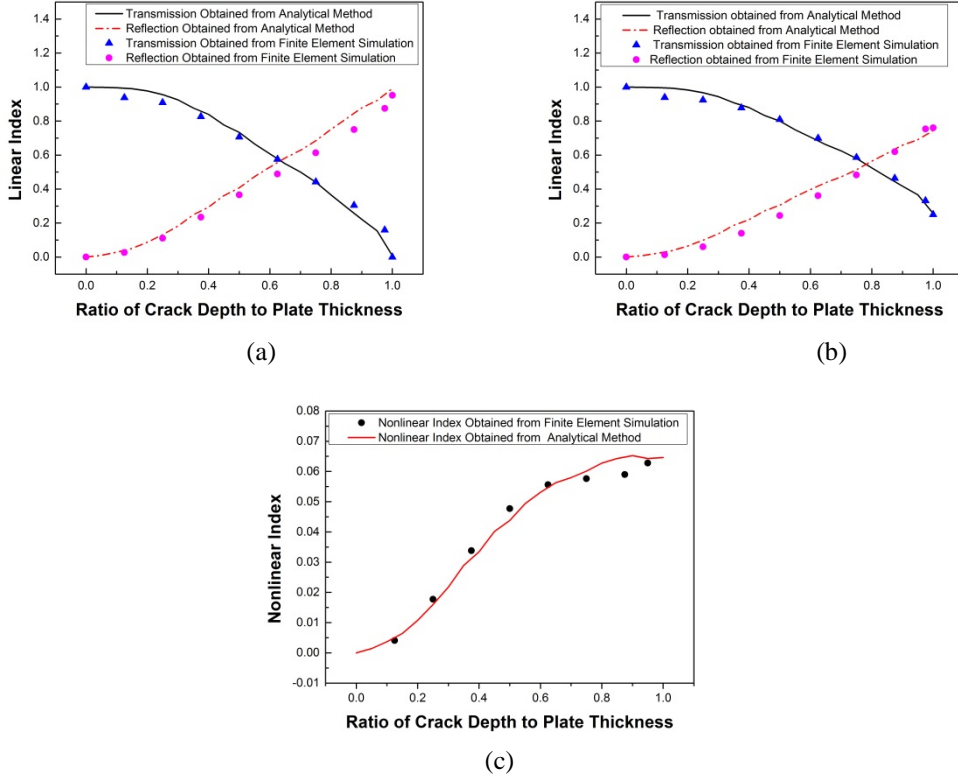 Transmission Obtained from Analytical Method
Reflection Obtained from Analytical Method
Transmission Obtained from Finite Element Simulation
Reflection Obtained from Finite Element Simulation
1.4
1.2
1.0
0.8
0.6
0.4
0.2
0.0
Linear Index
0.0 0.2 0.4 0.6 0.8 1.0
Ratio of Crack Depth to Plate Thickness
(a)
Transmission obtained from Analytical Method
Reflection obtained from Analytical Method
Transmission obtained from Finite Element Simulation
Reflection obtained from Finite Element Simulation
1.4
1.2
1.0
0.8
0.6
0.4
0.2
0.0
Linear Index
0.0 0.2 0.4 0.6 0.8 1.0
Ratio of Crack Depth to Plate Thickness
(b)
Nonlinear Index Obtained from Finite Element Simulation
Nonlinear Index Obtained from Analytical Method
0.08
0.07
0.06
0.05
0.04
0.03
0.02
0.01
0.00
-0.01
Nonlinear Index
0.0 0.2 0.4 0.6 0.8 1.0
Ratio of Crack Depth to Plate Thickness
(c)